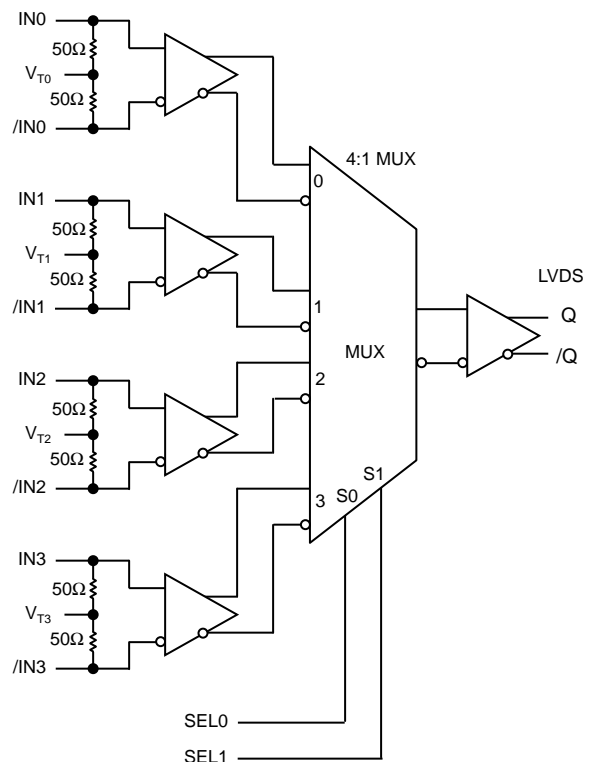 IN0
50Ω
VT0
50Ω
/IN0
4:1 MUX
0
IN1
50Ω
VT1
50Ω
/IN1
1
LVDS
Q
/Q
MUX
IN2
50Ω
VT2
50Ω
/IN2
2
3
S0
S1
IN3
50Ω
VT3
50Ω
/IN3
SEL0
SEL1